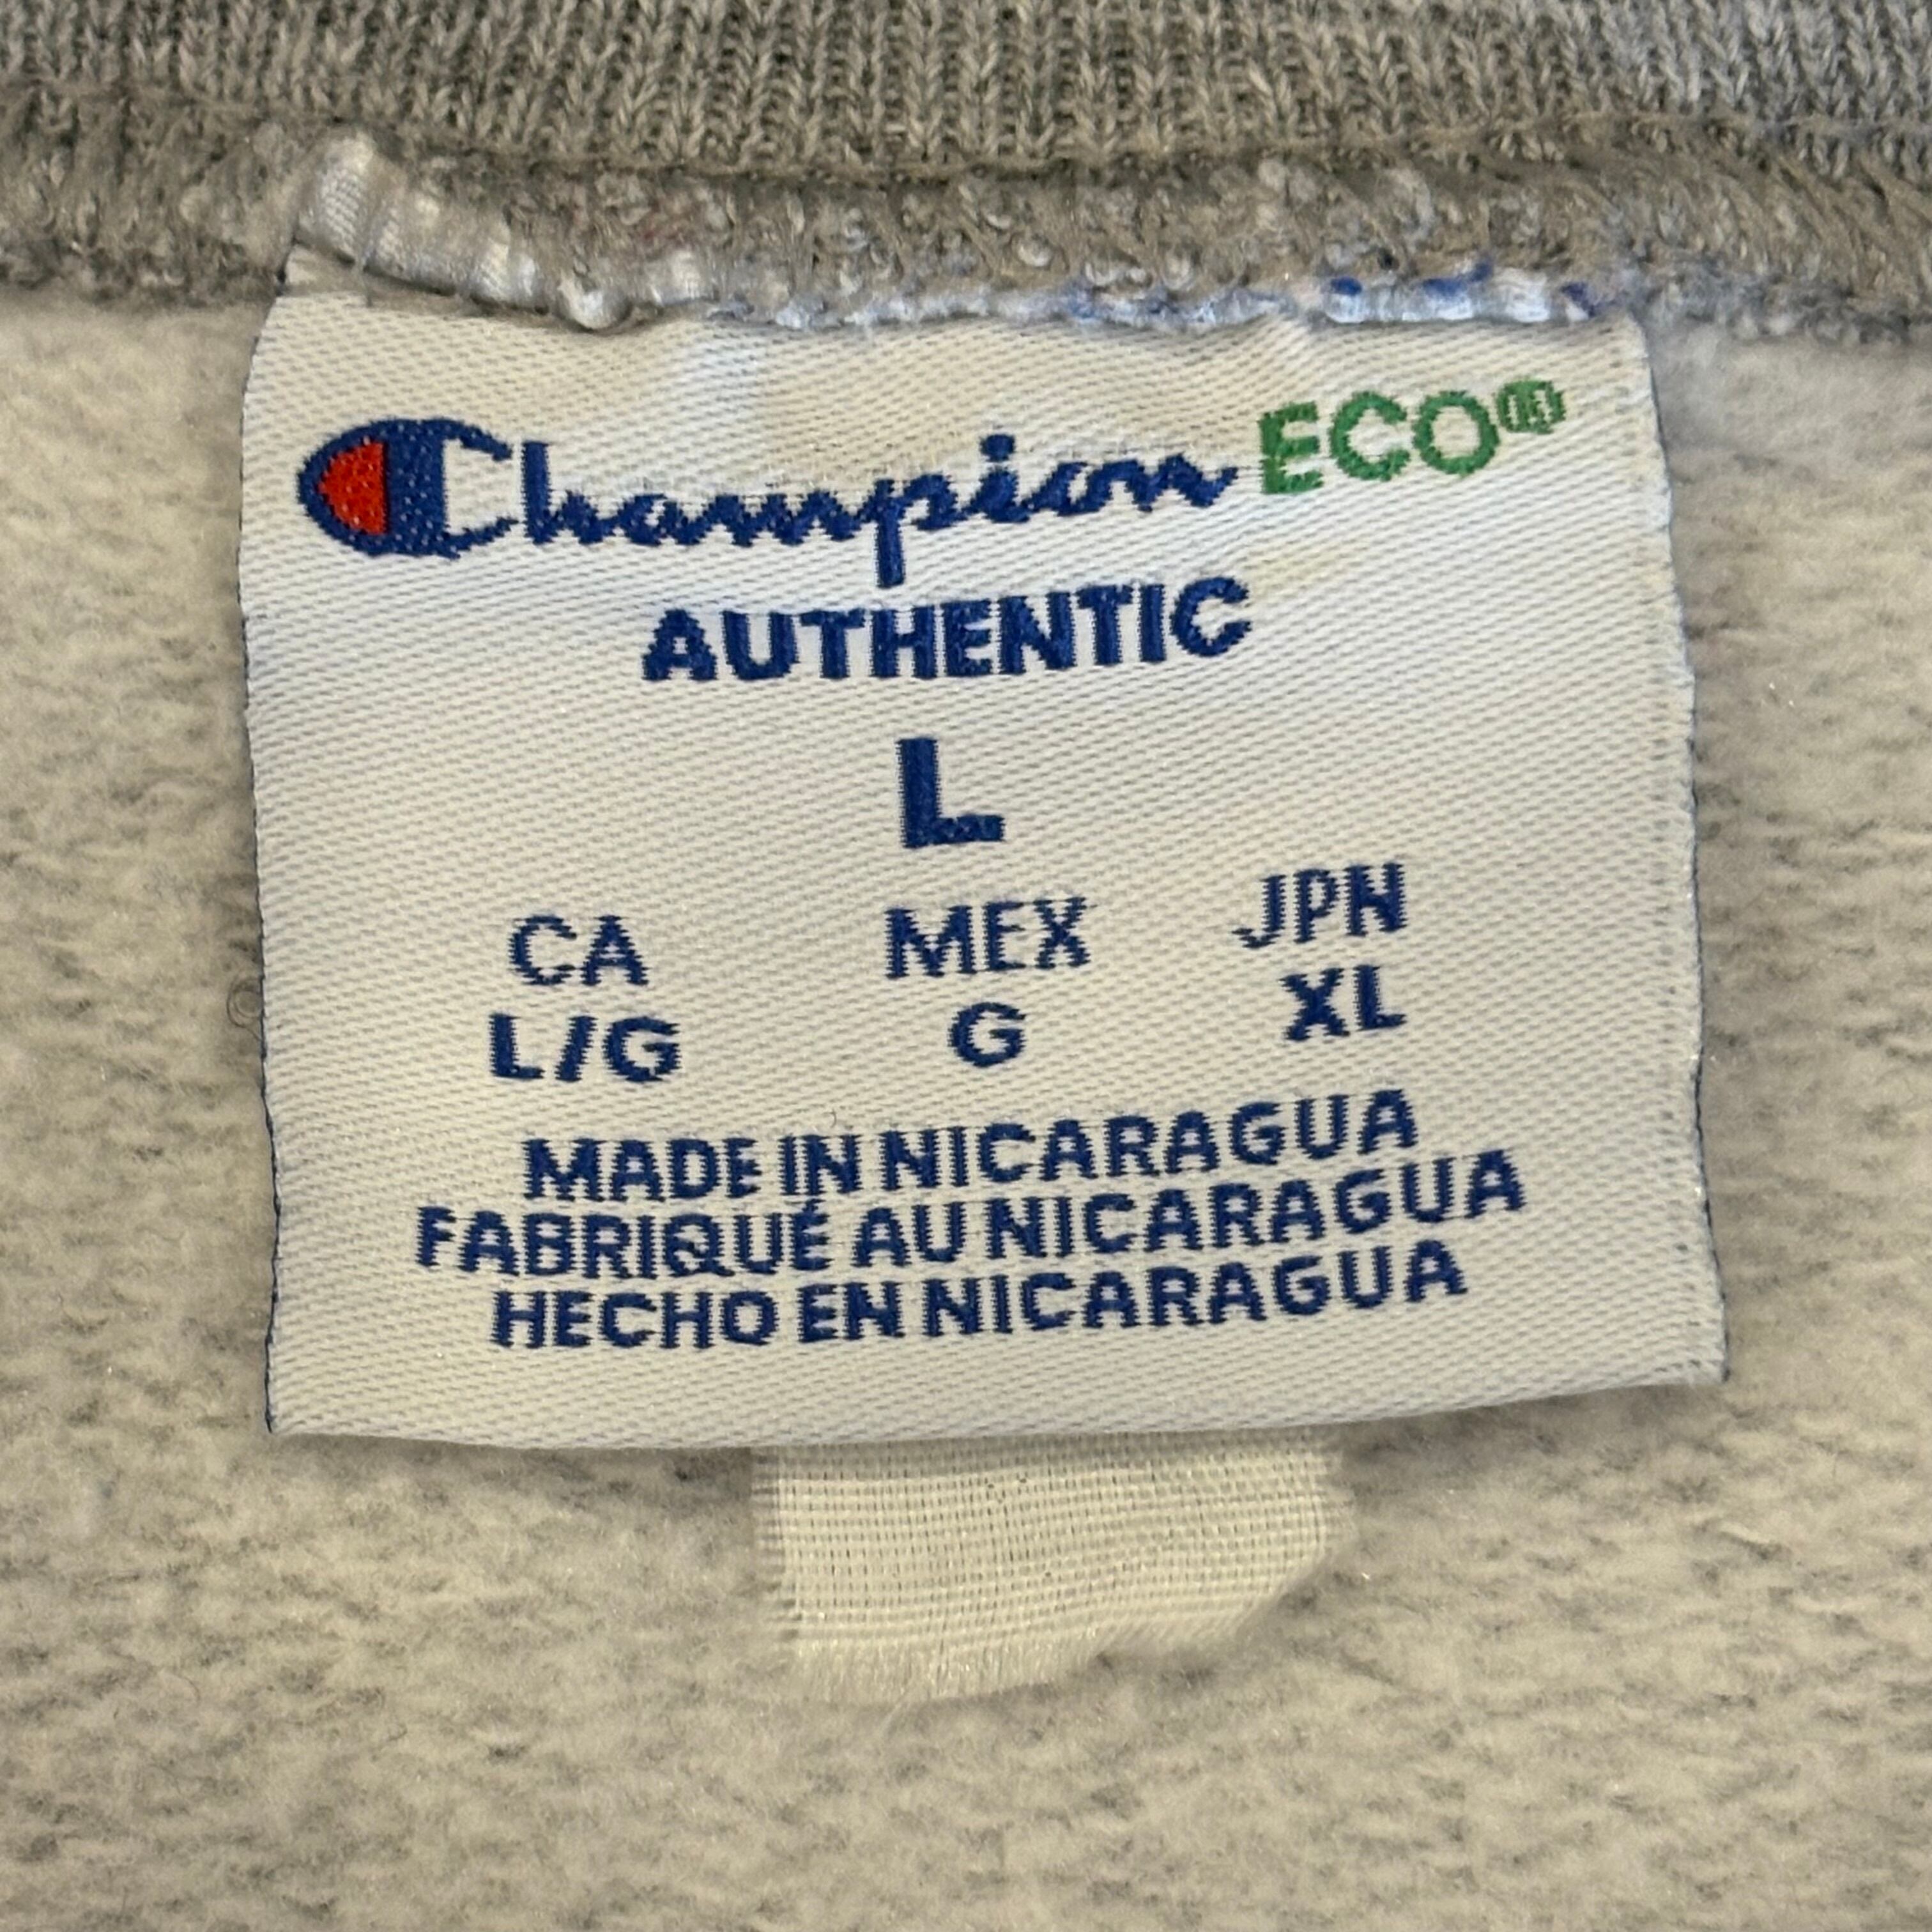 Champion ECO®
AUTHENTIC
L
CA MEX JPN
L/G G XL
MADE IN NICARAGUA
FABRIQUÉ AU NICARAGUA
HECHO EN NICARAGUA